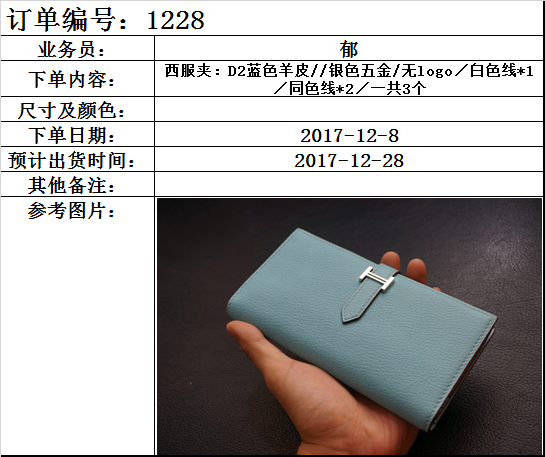 订单编号：1228
业务员： 郁
下单内容： 西服夹：D2蓝色羊皮//银色五金/无logo／白色线*1
／同色线*2／一共3个
尺寸及颜色：
下单日期： 2017-12-8
预计出货时间： 2017-12-28
其他备注：
参考图片：